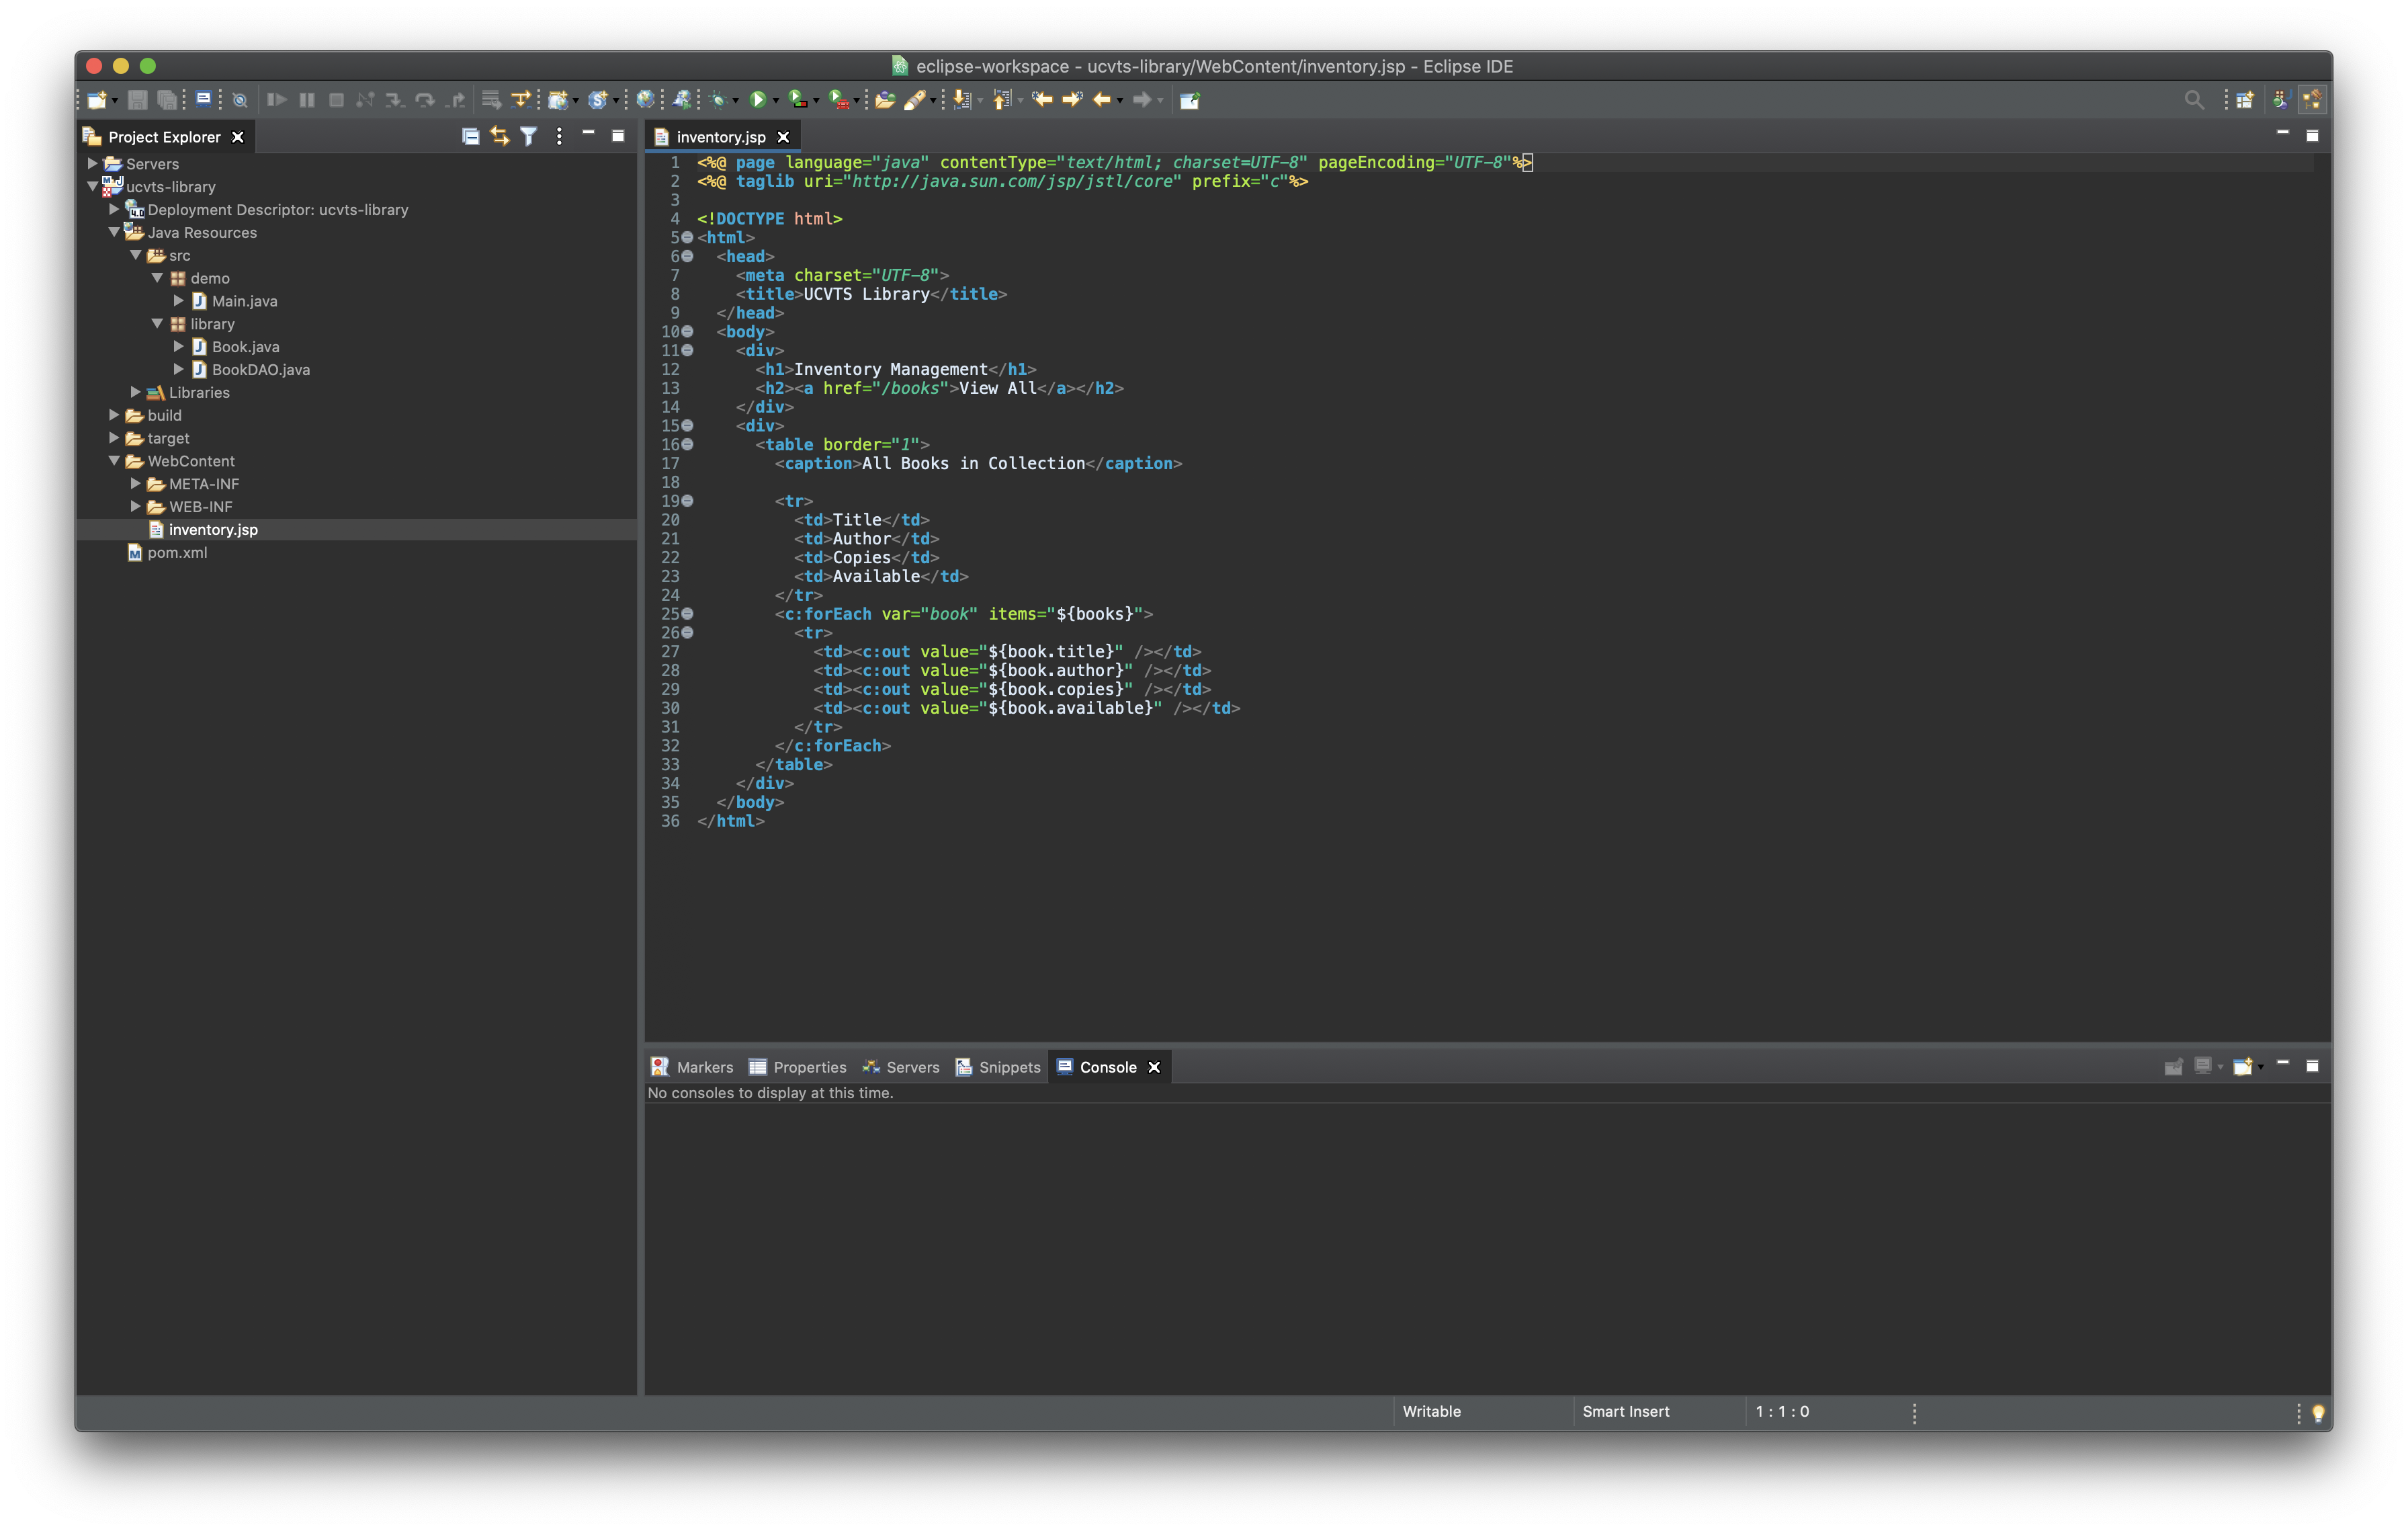 eclipse-workspace - ucvts-library/WebContent/inventory.jsp - Eclipse IDE
Project Explorer
Servers
ucvts-library
Deployment Descriptor: ucvts-library
Java Resources
src
demo
Main.java
library
Book.java
BookDAO.java
Libraries
build
target
WebContent
META-INF
WEB-INF
inventory.jsp
pom.xml
inventory.jsp
1 <%@ page language="java" contentType="text/html; charset=UTF-8" pageEncoding="UTF-8"%>
2 <%@ taglib uri="http://java.sun.com/jsp/jstl/core" prefix="c"%>
3
4 <!DOCTYPE html>
5 <html>
6 <head>
7 <meta charset="UTF-8">
8 <title>UCVTS Library</title>
9 </head>
10 <body>
11 <div>
12 <h1>Inventory Management</h1>
13 <h2><a href="/books">View All</a></h2>
14 </div>
15 <div>
16 <table border="1">
17 <caption>All Books in Collection</caption>
18
19 <tr>
20 <td>Title</td>
21 <td>Author</td>
22 <td>Copies</td>
23 <td>Available</td>
24 </tr>
25 <c:forEach var="book" items="${books}">
26 <tr>
27 <td><c:out value="${book.title}" /></td>
28 <td><c:out value="${book.author}" /></td>
29 <td><c:out value="${book.copies}" /></td>
30 <td><c:out value="${book.available}" /></td>
31 </tr>
32 </c:forEach>
33 </table>
34 </div>
35 </body>
36 </html>
Markers Properties Servers Snippets Console
No consoles to display at this time.
Writable Smart Insert 1 : 1 : 0